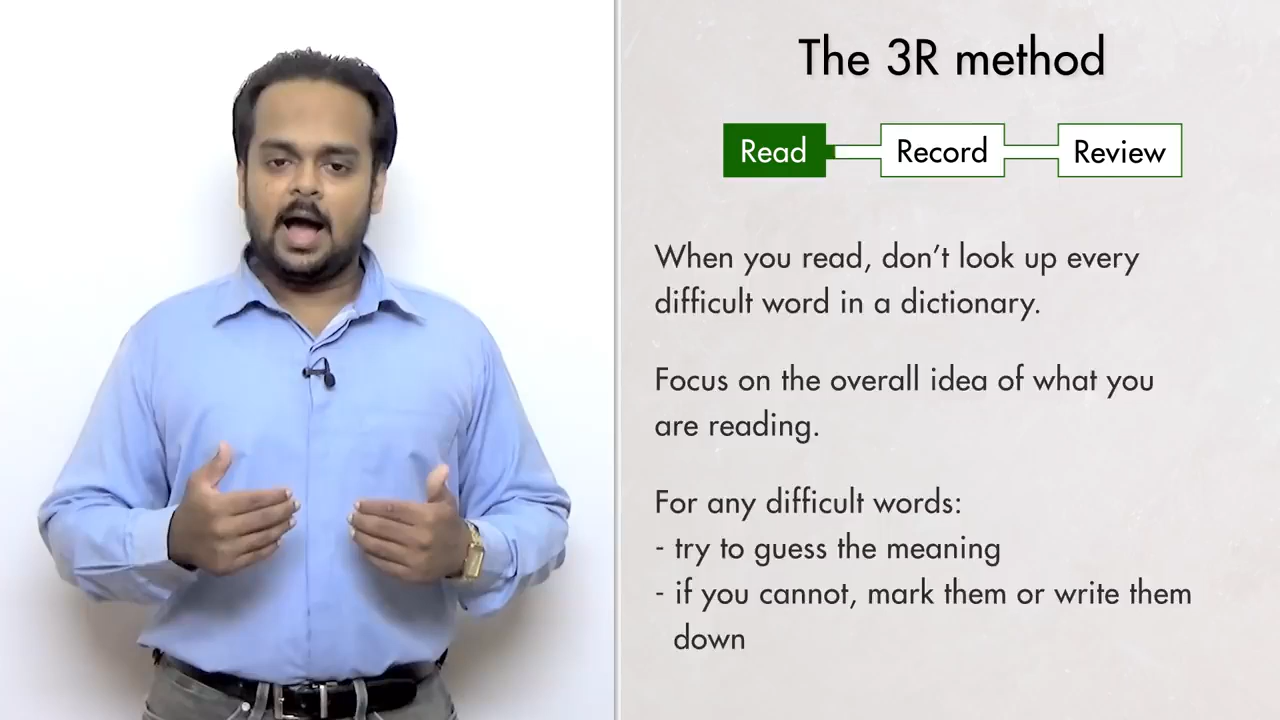 The 3R method
Read Record Review
When you read, don’t look up every
difficult word in a dictionary.
Focus on the overall idea of what you
are reading.
For any difficult words:
- try to guess the meaning
- if you cannot, mark them or write them
down